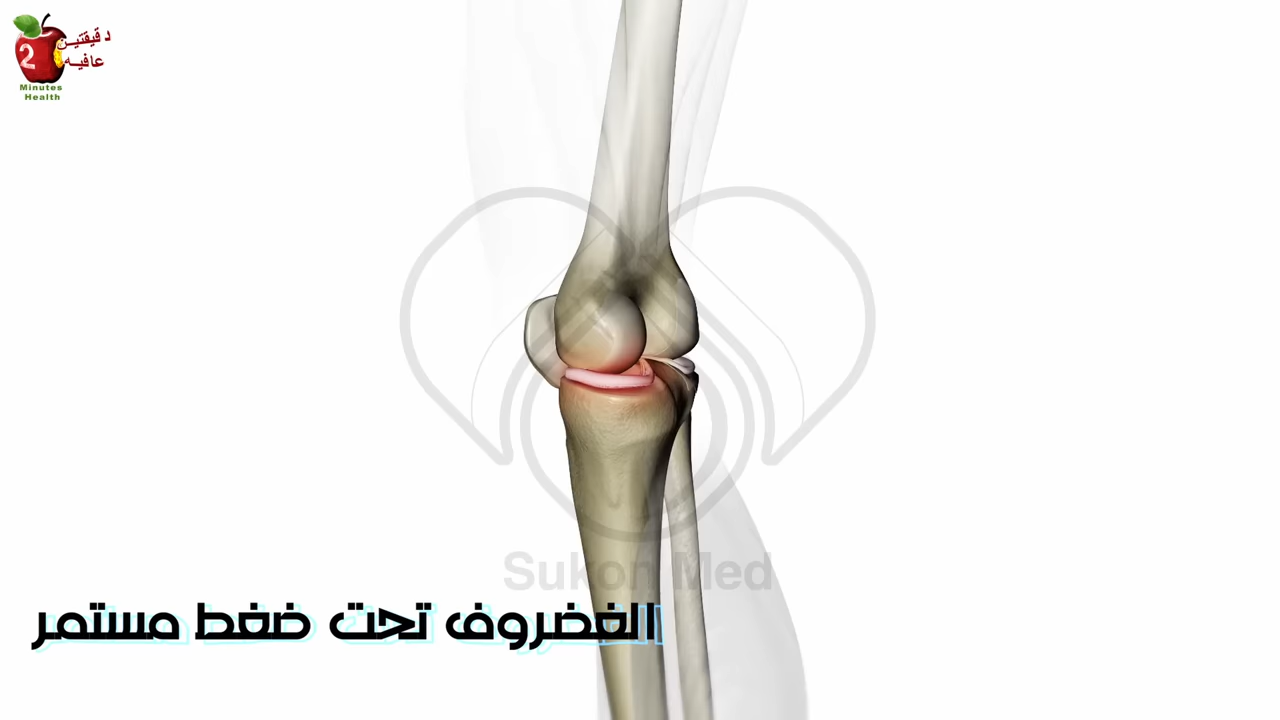 دقيقتين
عافيه
2
Minutes
Health
Sukon Med
الغضروف تحت ضغط مستمر